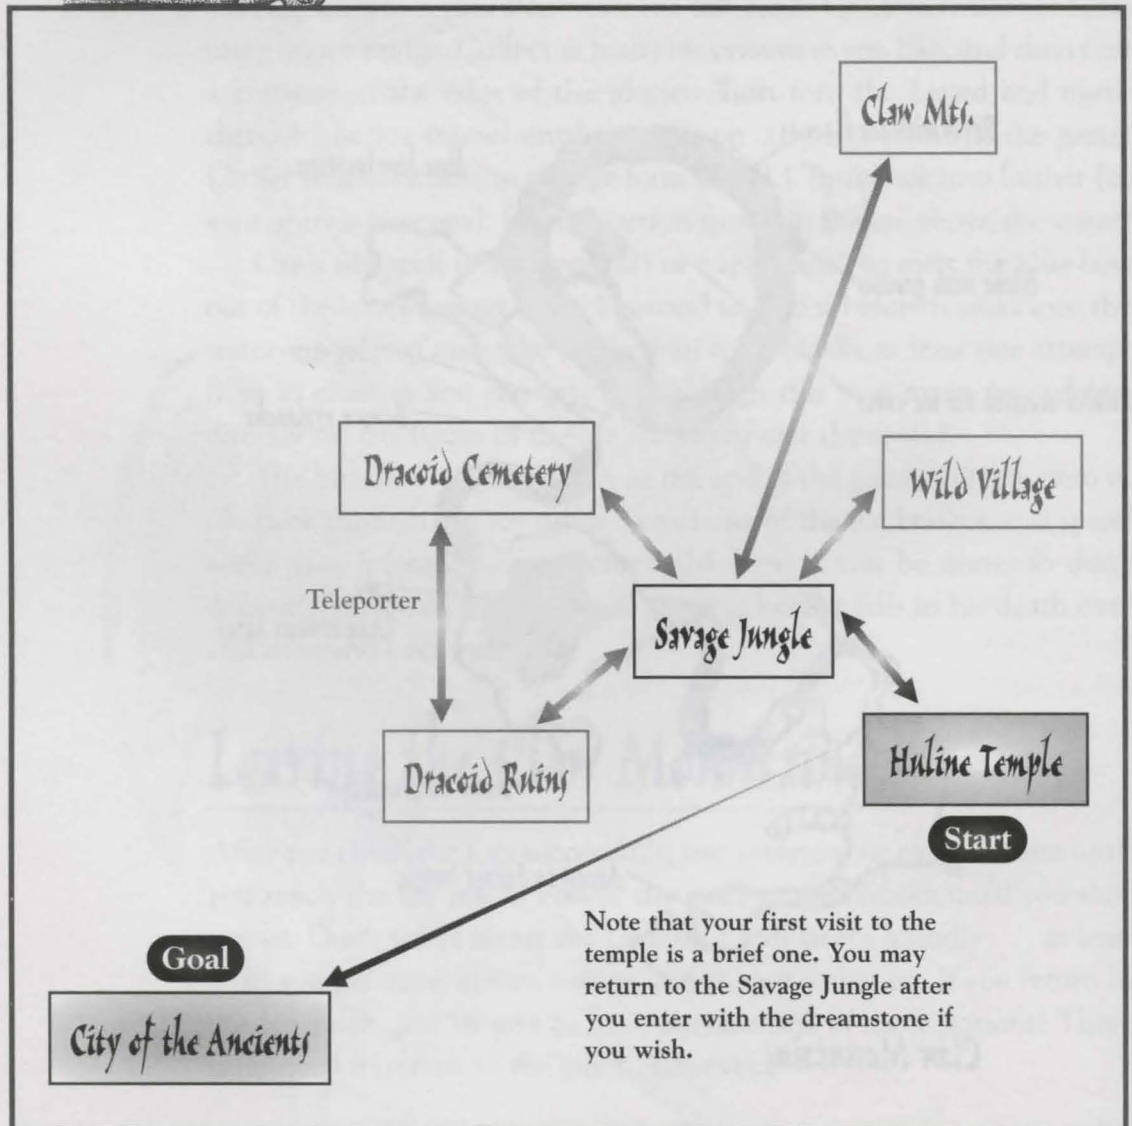 Claw Mts.
Dracoid Cemetery
Wild Village
Teleporter
Savage Jungle
Dracoid Ruins
Huline Temple
Start
Note that your first visit to the
temple is a brief one. You may
return to the Savage Jungle after
you enter with the dreamstone if
you wish.
Goal
City of the Ancients